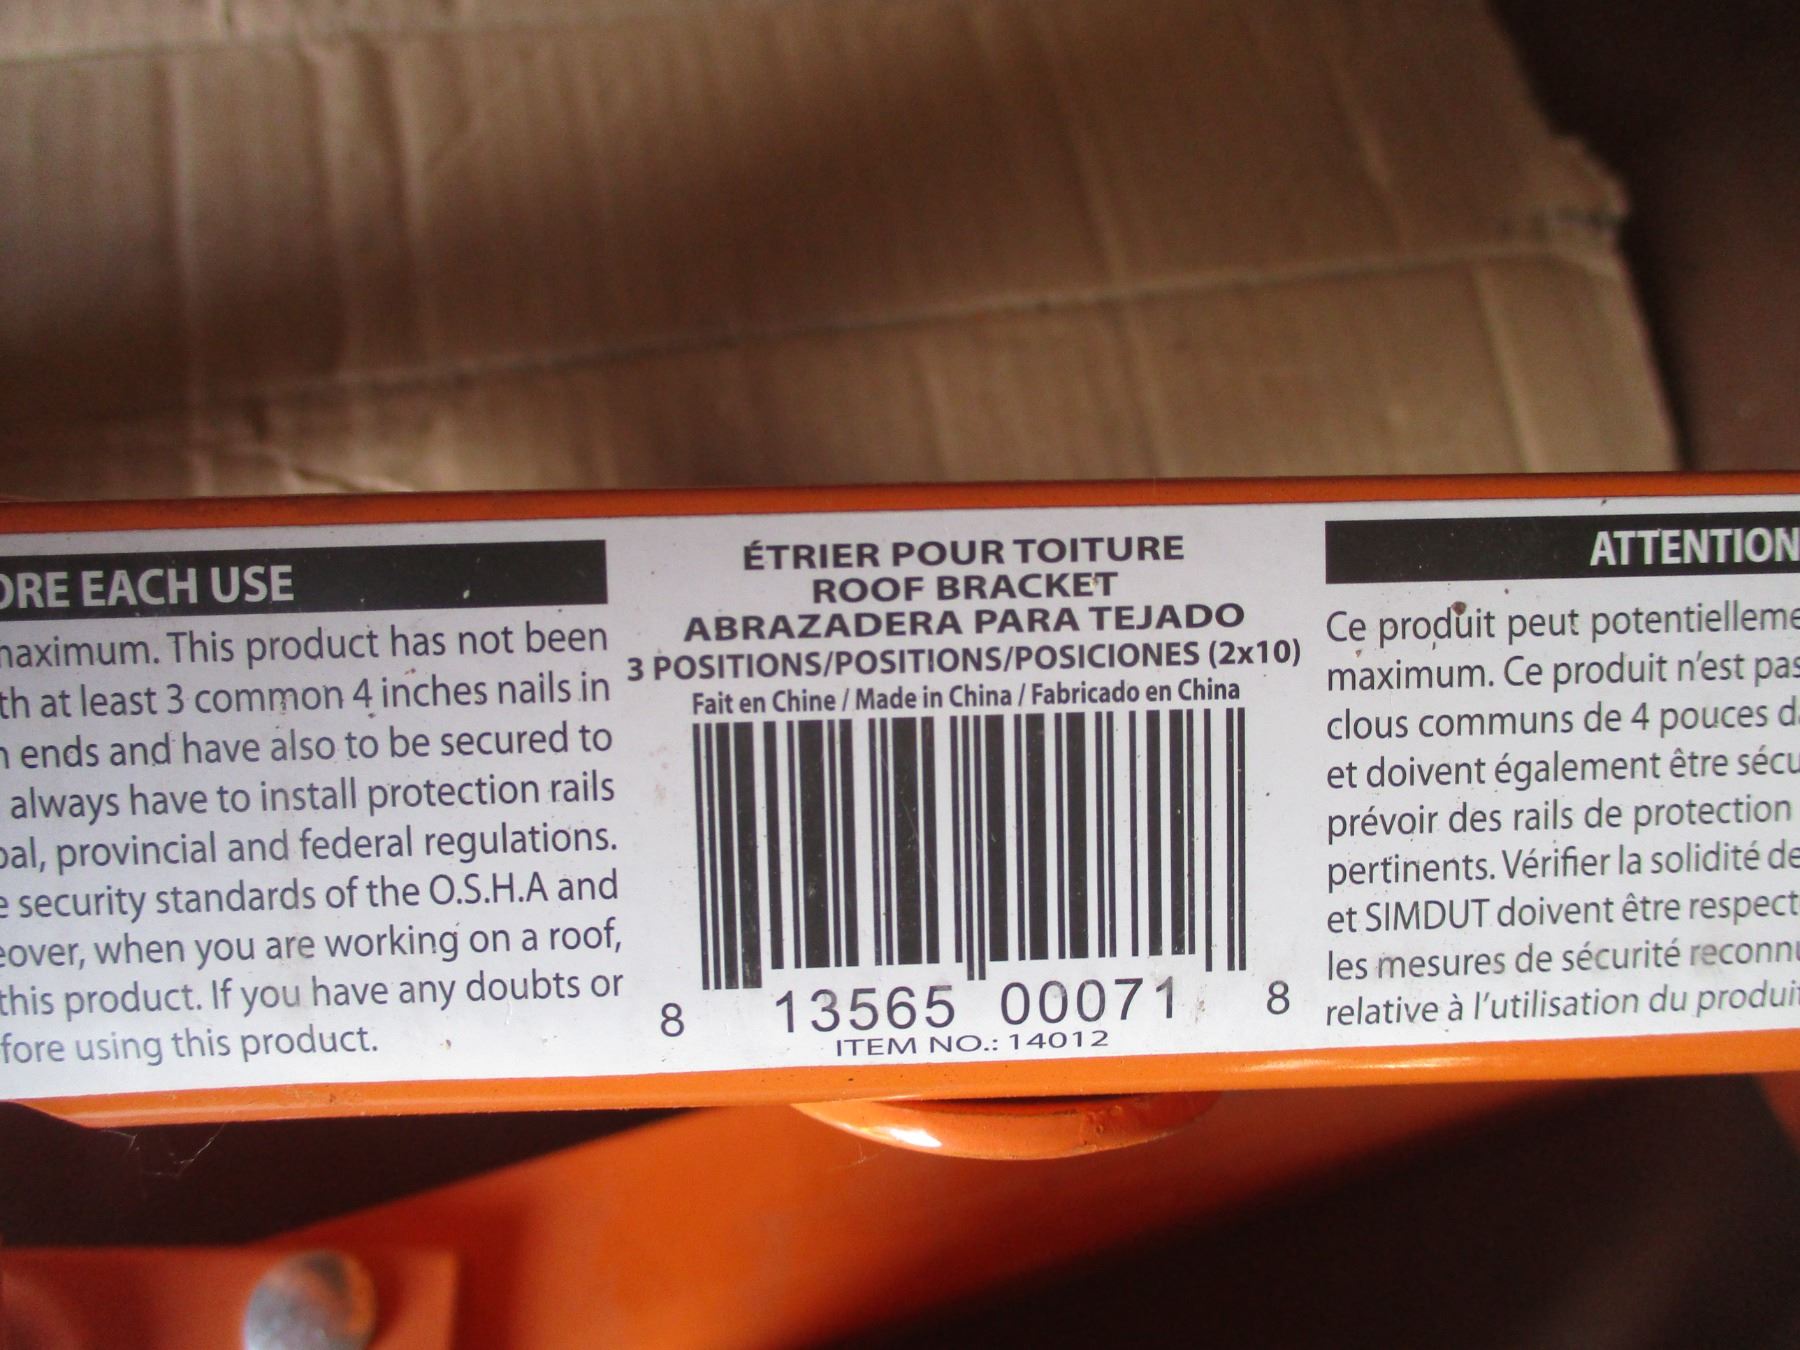 ORE EACH USE
maximum. This product has not been
th at least 3 common 4 inches nails in
ends and have also to be secured to
always have to install protection rails
pal, provincial and federal regulations.
e security standards of the O.S.H.A and
eover, when you are working on a roof,
this product. If you have any doubts or
fore using this product.
ÉTRIER POUR TOITURE
ROOF BRACKET
ABRAZADERA PARA TEJADO
3 POSITIONS/POSITIONS/POSICIONES (2x10)
Fait en Chine / Made in China / Fabricado en China
8 13565 00071 8
ITEM NO.: 14012
ATTENTION
Ce produit peut potentielleme
maximum. Ce produit n'est pas
clous communs de 4 pouces da
et doivent également être sécu
prévoir des rails de protection
pertinents. Vérifier la solidité de
et SIMDUT doivent être respect
les mesures de sécurité reconnu
relative à l'utilisation du produit